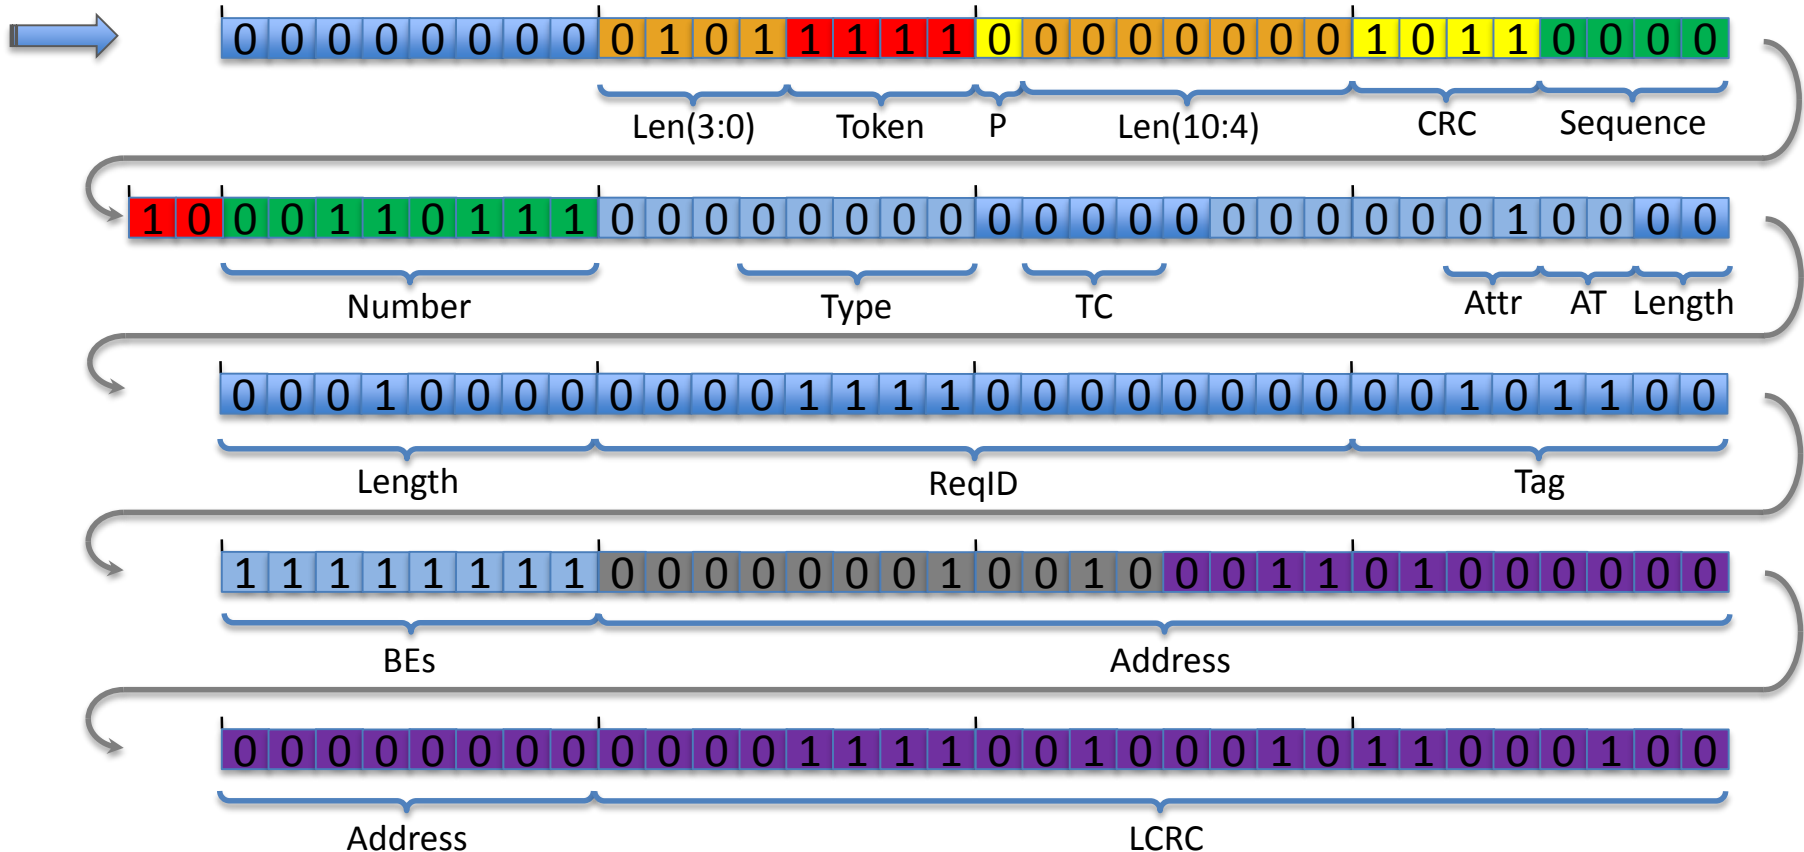 0 0 0 0 0 0 0 0 0 1 0 1 1 1 1 1 0 0 0 0 0 0 0 0 1 0 1 1 0 0 0 0
Len(3:0) Token P Len(10:4) CRC Sequence
1 0 0 0 1 1 0 1 1 1 0 0 0 0 0 0 0 0 0 0 0 0 0 0 0 0 0 0 0 1 0 0 0 0
Number Type TC Attr AT Length
0 0 0 1 0 0 0 0 0 0 0 0 1 1 1 1 0 0 0 0 0 0 0 0 0 0 1 0 1 1 0 0
Length ReqID Tag
1 1 1 1 1 1 1 1 0 0 0 0 0 0 0 1 0 0 1 0 0 0 1 1 0 1 0 0 0 0 0 0
BEs Address
0 0 0 0 0 0 0 0 0 0 0 0 1 1 1 1 0 0 1 0 0 0 1 0 1 1 0 0 0 1 0 0
Address LCRC